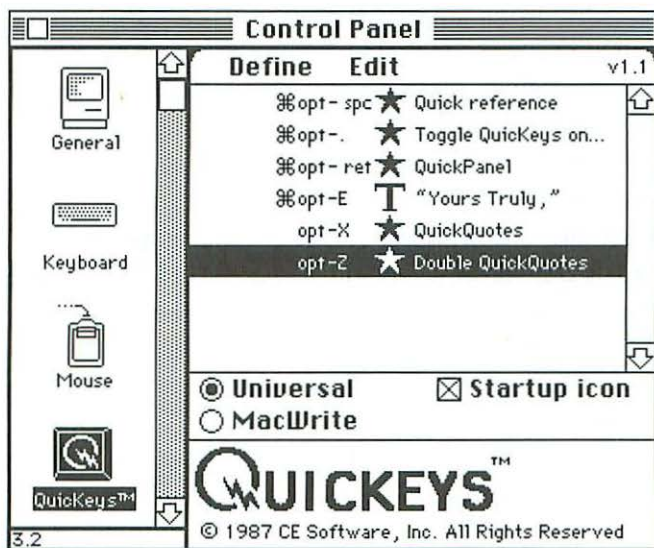 Control Panel
General
Keyboard
Mouse
QuicKeys™
3.2
Define Edit v1.1
⌘opt- spc ★ Quick reference
⌘opt-. ★ Toggle QuicKeys on...
⌘opt- ret ★ QuickPanel
⌘opt-E T "Yours Truly,"
opt-X ★ QuickQuotes
opt-Z ★ Double QuickQuotes
Universal Startup icon
MacWrite
QUICKEYS™
© 1987 CE Software, Inc. All Rights Reserved